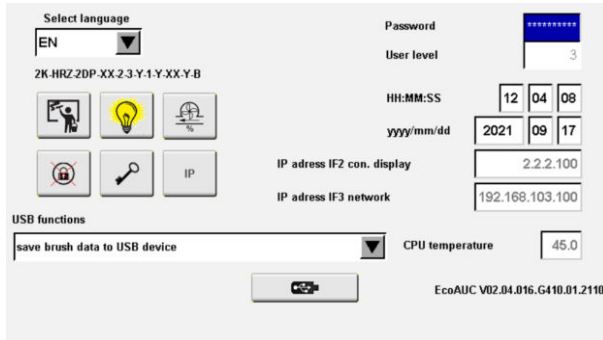 Select language
EN
2K-HRZ-2DP-XX-2-3-Y-1-Y-XX-Y-B
%
IP
USB functions
save brush data to USB device
Password
**********
User level
3
HH:MM:SS
12 04 08
yyyy/mm/dd
2021 09 17
IP adress IF2 con. display
2.2.2.100
IP adress IF3 network
192.168.103.100
CPU temperature
45.0
EcoAUC V02.04.016.G410.01.2110